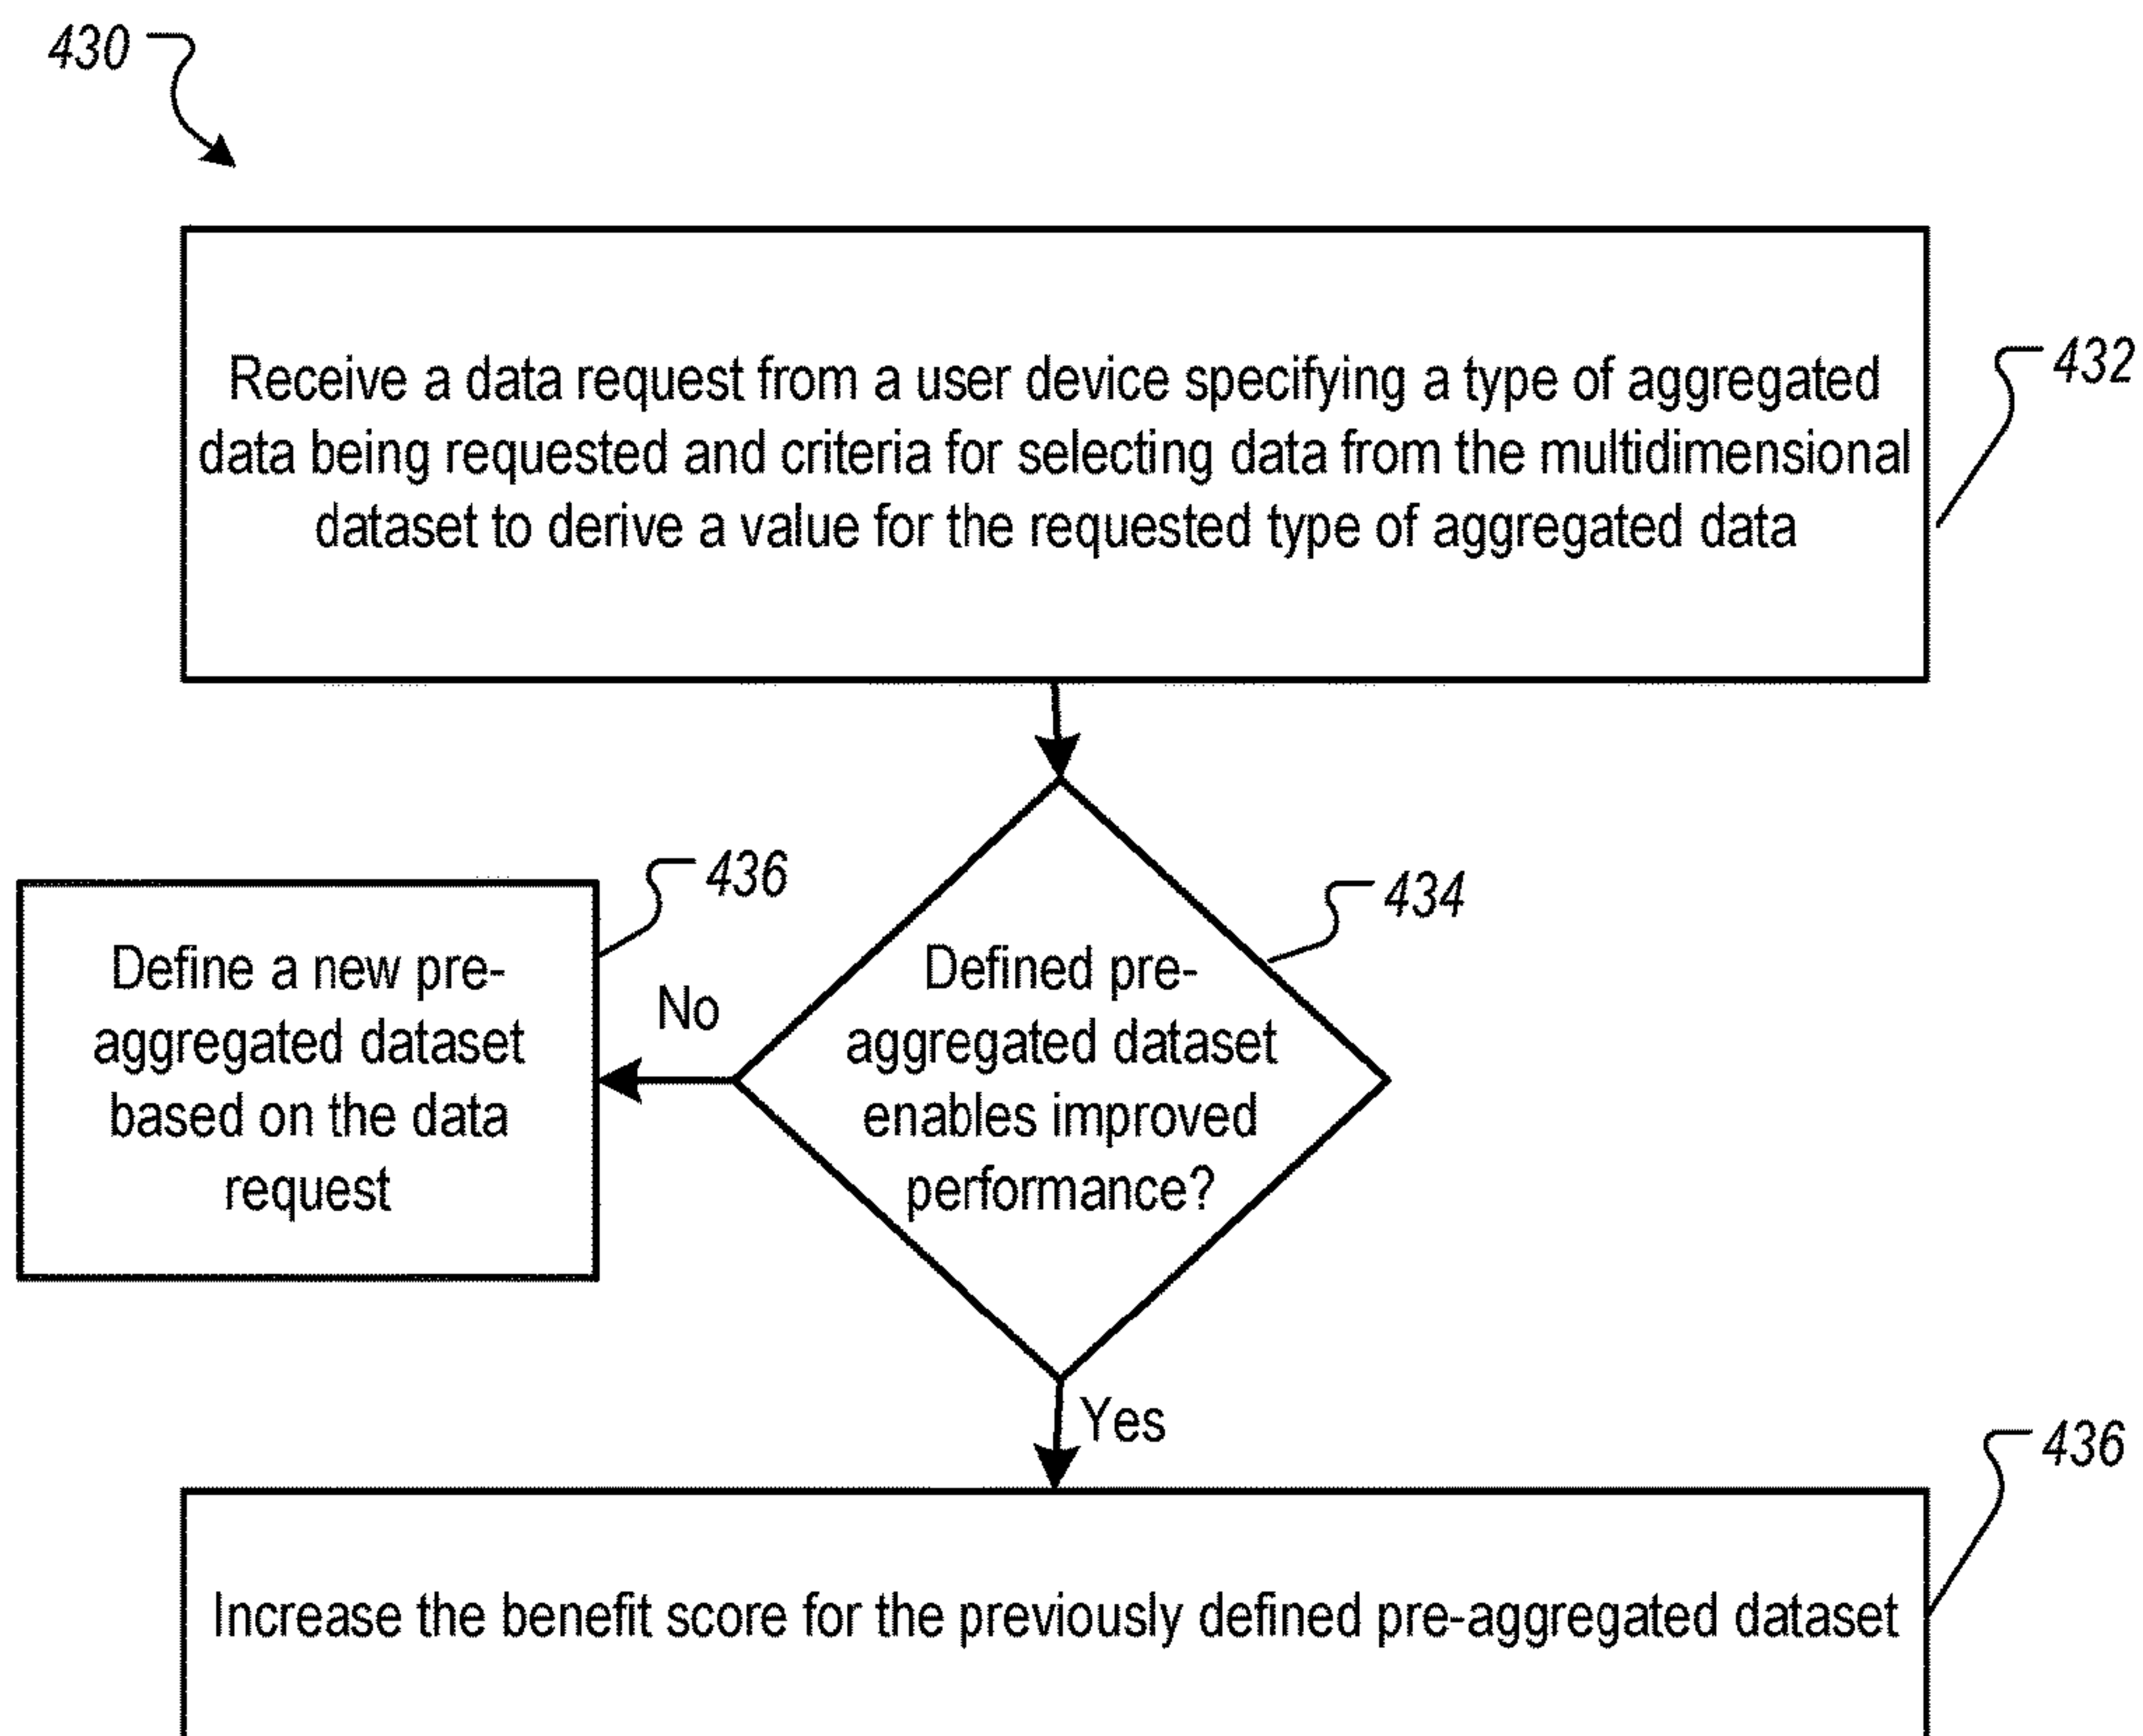 430
Receive a data request from a user device specifying a type of aggregated
data being requested and criteria for selecting data from the multidimensional
dataset to derive a value for the requested type of aggregated data
432
436
Define a new pre-
aggregated dataset
based on the data
request
No
434
Defined pre-
aggregated dataset
enables improved
performance?
Yes
436
Increase the benefit score for the previously defined pre-aggregated dataset